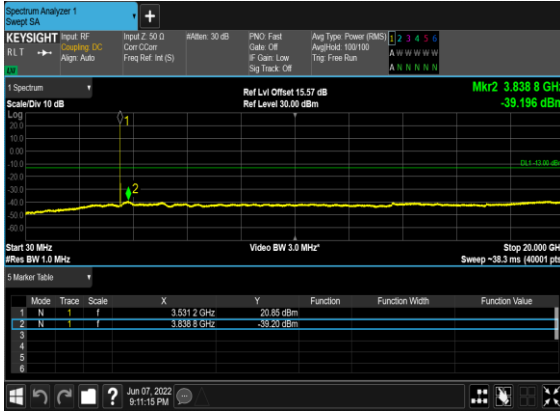 Spectrum Analyzer 1
Swept SA
+
KEYSIGHT Input: RF Input Z: 50 Ω #Atten: 30 dB PNO: Fast Avg Type: Power (RMS) 1 2 3 4 5 6
RLT Coupling: DC Corr CCorr Gate: Off Avg|Hold: 100/100 A W W W W W
Align: Auto Freq Ref: Int (S) IF Gain: Low Trig: Free Run
Sig Track: Off A N N N N N
1 Spectrum Ref Lvl Offset 15.57 dB Mkr2 3.838 8 GHz
Scale/Div 10 dB Ref Level 30.00 dBm -39.196 dBm
Log
20.0
10.0
0.00
-10.0
-20.0
-30.0
-40.0
-50.0
-60.0
1
2
DL1 -13.00 dBm
Start 30 MHz Video BW 3.0 MHz* Stop 20.000 GHz
#Res BW 1.0 MHz Sweep ~38.3 ms (40001 pts)
5 Marker Table
Mode Trace Scale X Y Function Function Width Function Value
1 N 1 f 3.531 2 GHz 20.85 dBm
2 N 1 f 3.838 8 GHz -39.20 dBm
3
4
5
6
? Jun 07, 2022
9:11:15 PM